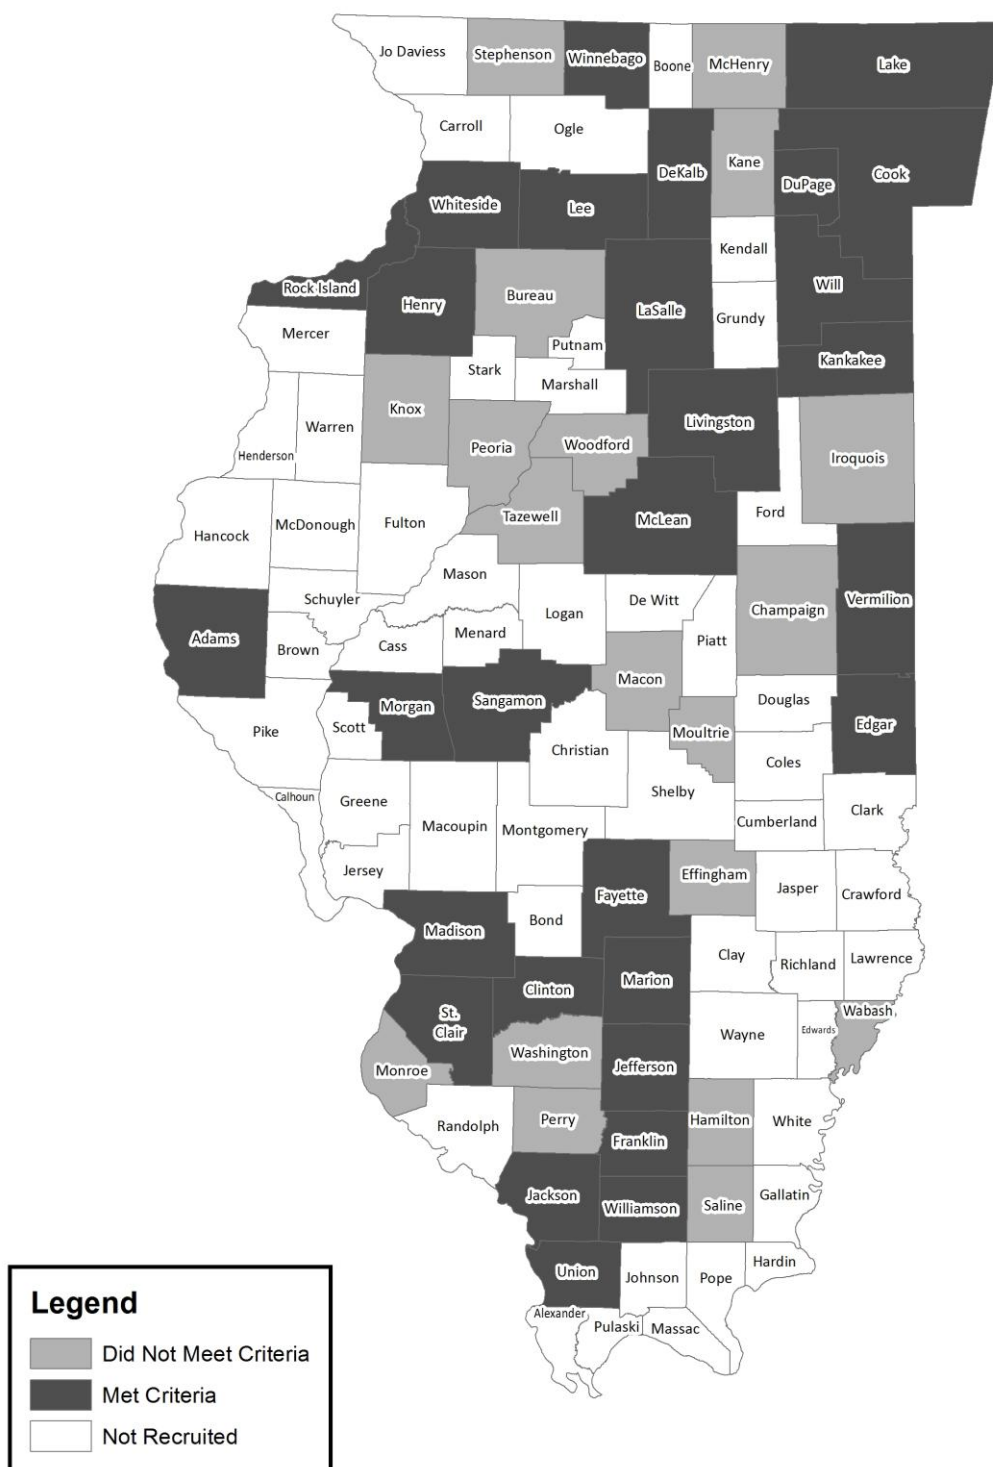 Jo Daviess
Stephenson
Winnebago
Boone
McHenry
Lake
Carroll
Ogle
DeKalb
Kane
DuPage
Cook
Whiteside
Lee
Kendall
Rock Island
Henry
Bureau
LaSalle
Will
Mercer
Putnam
Grundy
Stark
Marshall
Kankakee
Knox
Warren
Henderson
Peoria
Woodford
Livingston
Iroquois
Hancock
McDonough
Fulton
Tazewell
McLean
Ford
Mason
Schuyler
Logan
De Witt
Champaign
Vermilion
Adams
Brown
Cass
Menard
Piatt
Macon
Sangamon
Morgan
Scott
Pike
Douglas
Edgar
Moultrie
Christian
Coles
Calhoun
Greene
Shelby
Macoupin
Montgomery
Cumberland
Clark
Jersey
Effingham
Fayette
Jasper
Crawford
Madison
Bond
Clay
Richland
Lawrence
Marion
Clinton
St.
Clair
Wabash
Edwards
Wayne
Washington
Monroe
Jefferson
Randolph
Perry
Hamilton
White
Franklin
Jackson
Williamson
Saline
Gallatin
Union
Johnson
Pope
Hardin
Alexander
Pulaski
Massac
Legend
Did Not Meet Criteria
Met Criteria
Not Recruited